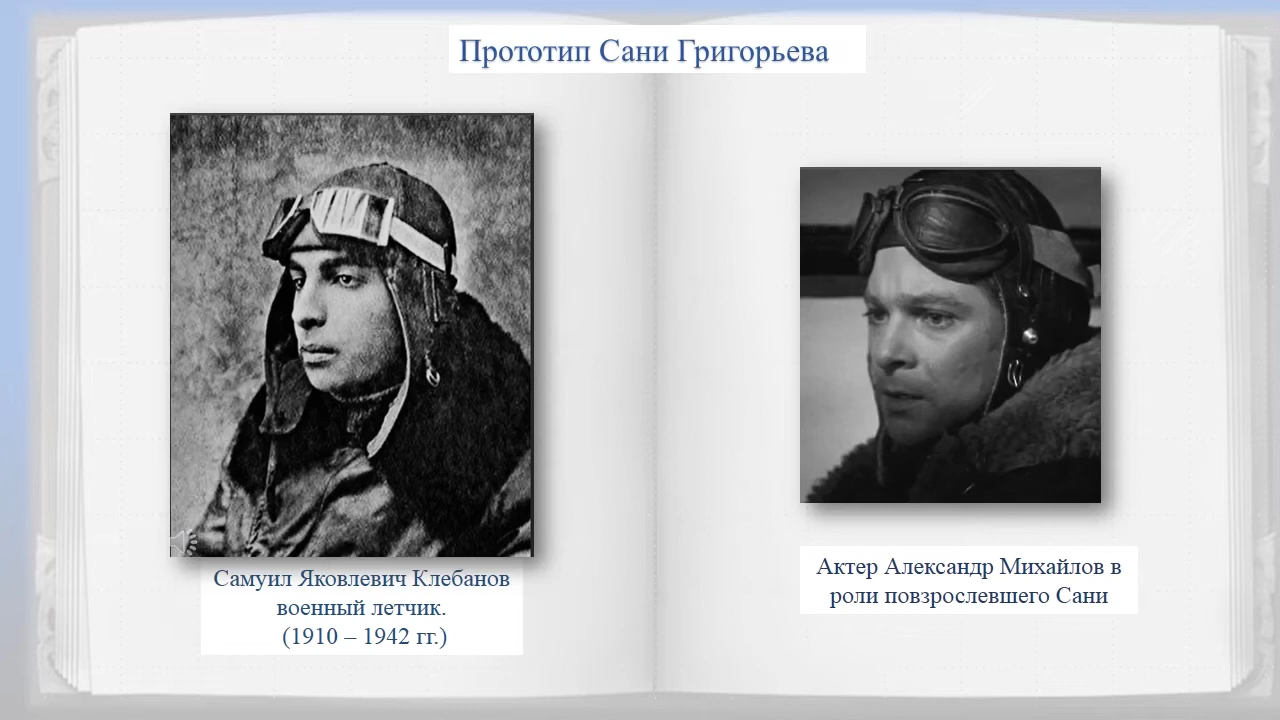 Прототип Сани Григорьева
Самуил Яковлевич Клебанов
военный летчик.
(1910 – 1942 гг.)
Актер Александр Михайлов в
роли повзрослевшего Сани